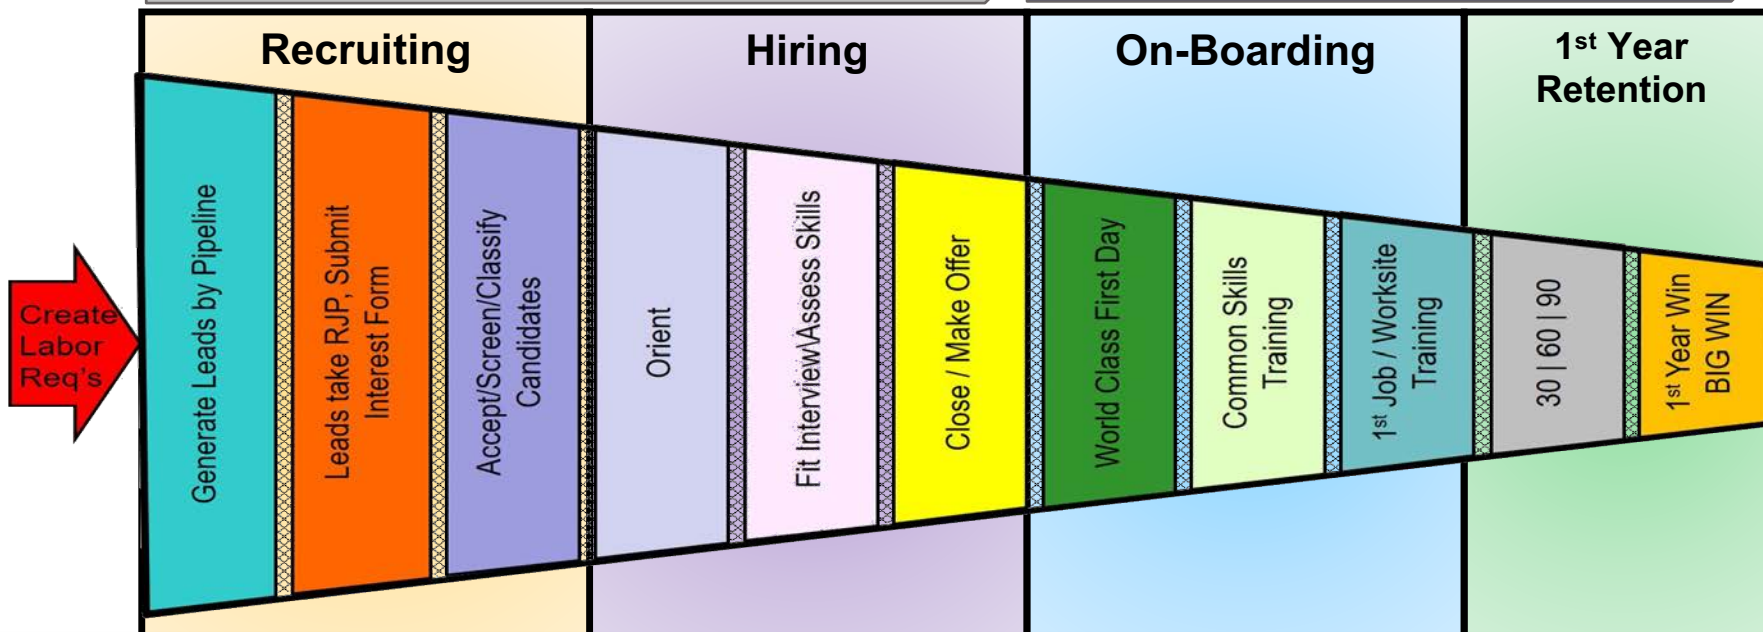 Recruiting
Hiring
On-Boarding
1st Year
Retention
Create
Labor
Req's
Generate Leads by Pipeline
Leads take RJP, Submit
Interest Form
Accept/Screen/Classify
Candidates
Orient
Fit Interview\Assess Skills
Close / Make Offer
World Class First Day
Common Skills
Training
1st Job / Worksite
Training
30 | 60 | 90
1st Year Win
BIG WIN